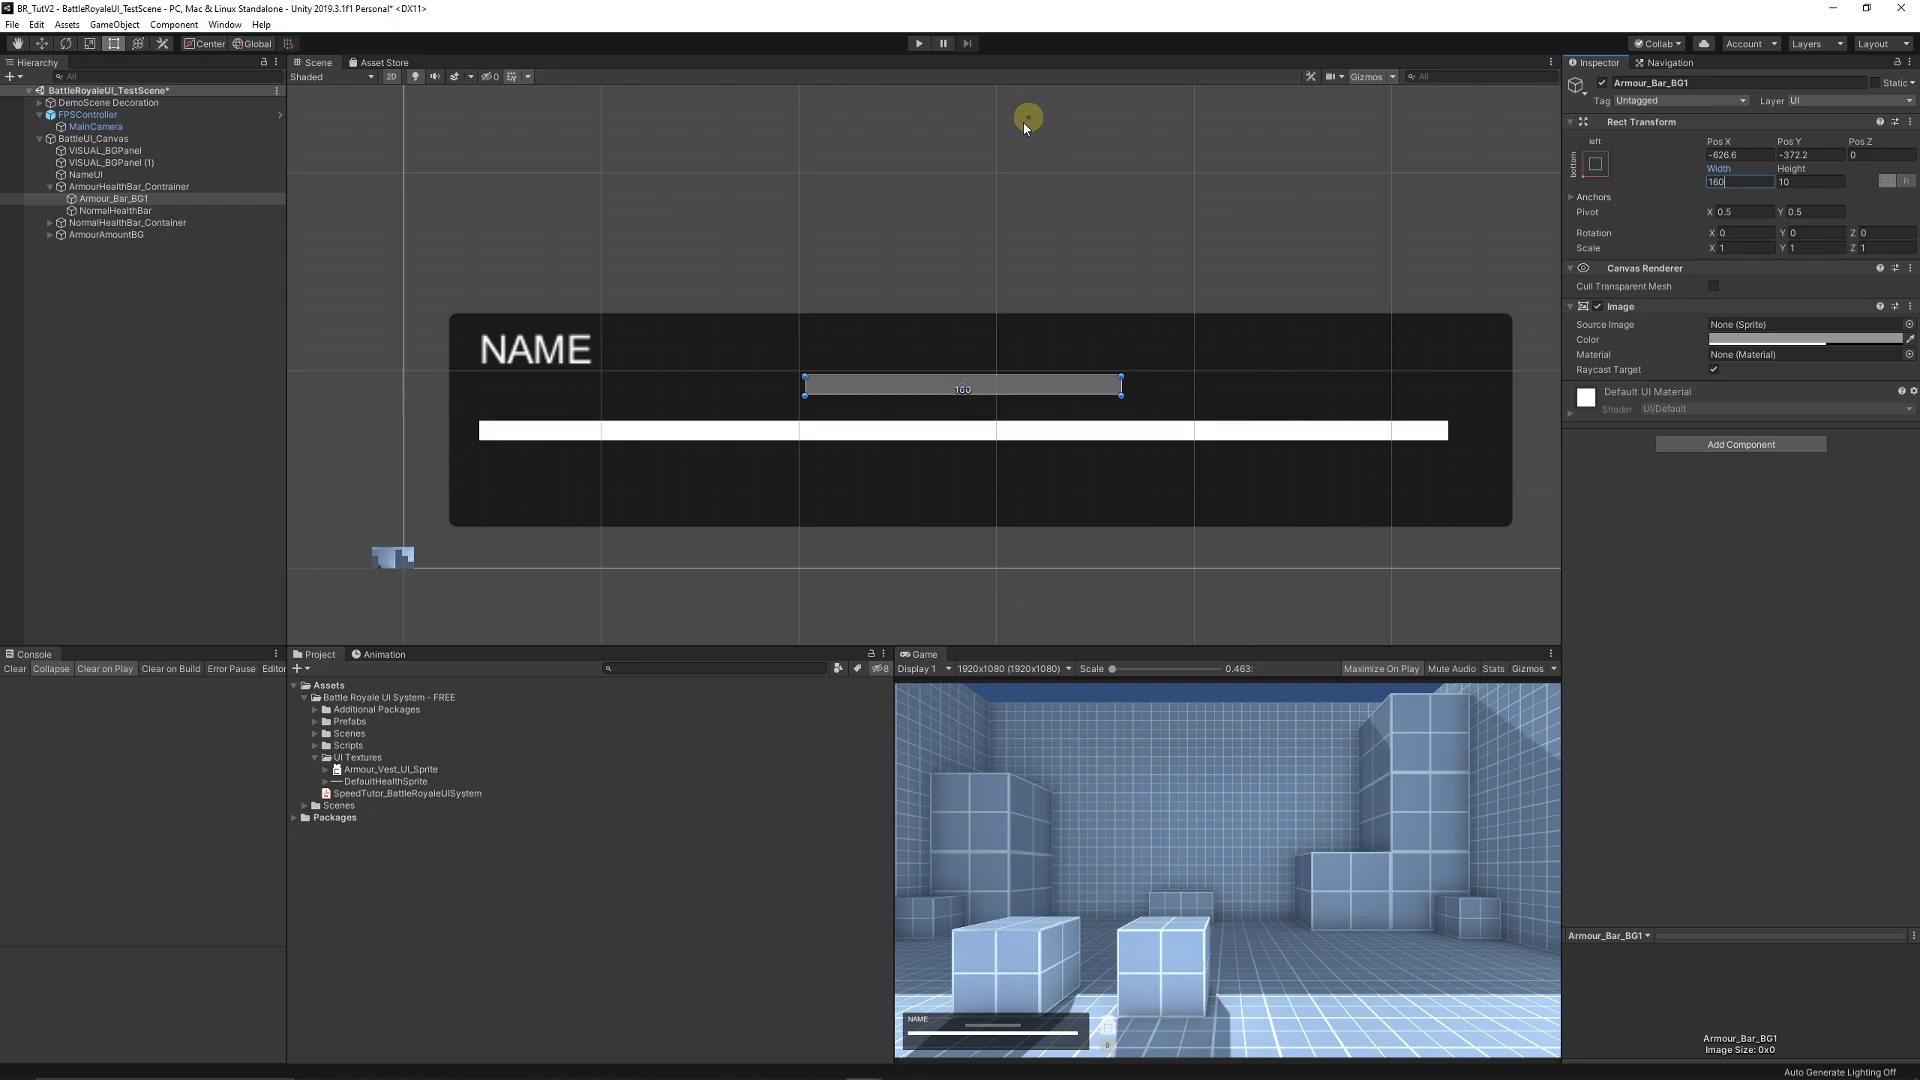 BR_TutV2 - BattleRoyaleUI_TestScene - PC, Mac & Linux Standalone - Unity 2019.3.1f1 Personal* <DX11>
File Edit Assets GameObject Component Window Help
Center Global Collab Account Layers Layout
Hierarchy Scene Asset Store Inspector Navigation
All Shaded 2D 0 Gizmos All
BattleRoyaleUI_TestScene*
DemoScene Decoration
FPSController
MainCamera
BattleUI_Canvas
VISUAL_BGPanel
VISUAL_BGPanel (1)
NameUI
ArmourHealthBar_Contrainer
Armour_Bar_BG1
NormalHealthBar
NormalHealthBar_Container
ArmourAmountBG
NAME
160
Armour_Bar_BG1 Static
Tag Untagged Layer UI
Rect Transform
left
bottom
Pos X Pos Y Pos Z
-626.6 -372.2 0
Width Height
160 10 R
Anchors
Pivot X 0.5 Y 0.5
Rotation X 0 Y 0 Z 0
Scale X 1 Y 1 Z 1
Canvas Renderer
Cull Transparent Mesh
Image
Source Image None (Sprite)
Color
Material None (Material)
Raycast Target
Default UI Material
Shader UI/Default
Add Component
Console
Clear Collapse Clear on Play Clear on Build Error Pause Editor
Project Animation
8
Assets
Battle Royale UI System - FREE
Additional Packages
Prefabs
Scenes
Scripts
UI Textures
Armour_Vest_UI_Sprite
DefaultHealthSprite
SpeedTutor_BattleRoyaleUISystem
Scenes
Packages
Game
Display 1 1920x1080 (1920x1080) Scale 0.463: Maximize On Play Mute Audio Stats Gizmos
NAME
0
Armour_Bar_BG1
Armour_Bar_BG1
Image Size: 0x0
Auto Generate Lighting Off